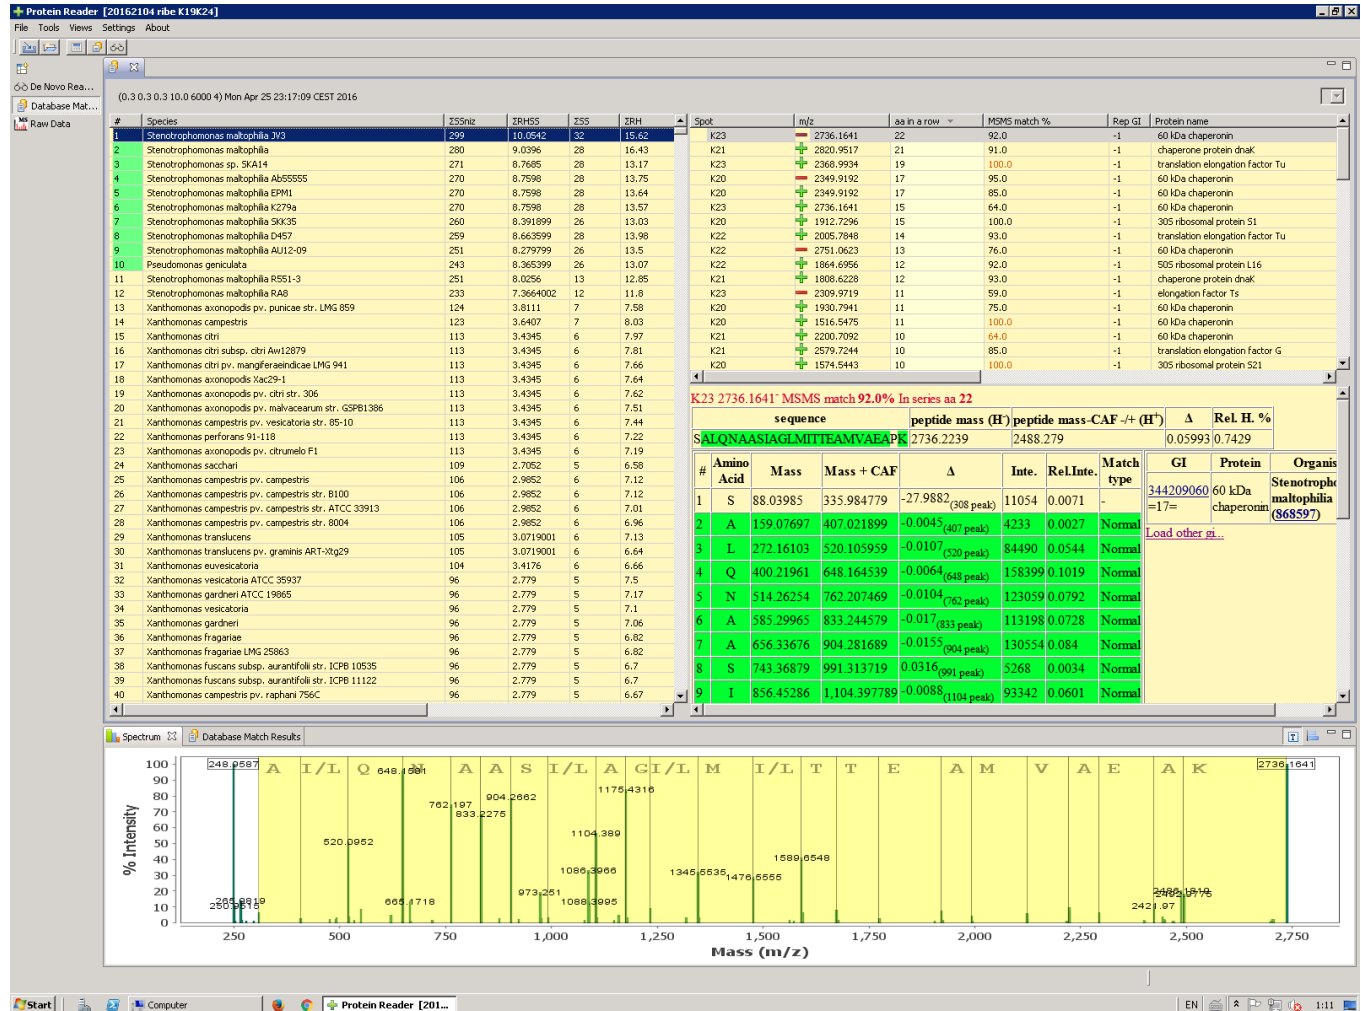 Protein Reader [20162104 ribe K19K24]
File Tools Views Settings About
De Novo Rea...
Database Mat...
Raw Data
(0.3 0.3 0.3 10.0 6000 4) Mon Apr 25 23:17:09 CEST 2016
# Species ΣSSniz ΣRHSS ΣSS ΣRH
1 Stenotrophomonas maltophilia JV3 299 10.0542 32 15.62
2 Stenotrophomonas maltophilia 280 9.0396 28 16.43
3 Stenotrophomonas sp. SKA14 271 8.7685 28 13.17
4 Stenotrophomonas maltophilia Ab55555 270 8.7598 28 13.75
5 Stenotrophomonas maltophilia EPM1 270 8.7598 28 13.64
6 Stenotrophomonas maltophilia K279a 270 8.7598 28 13.57
7 Stenotrophomonas maltophilia SKK35 260 8.391899 26 13.03
8 Stenotrophomonas maltophilia D457 259 8.663599 28 13.98
9 Stenotrophomonas maltophilia AU12-09 251 8.279799 26 13.5
10 Pseudomonas geniculata 243 8.365399 26 13.07
11 Stenotrophomonas maltophilia R551-3 251 8.0256 13 12.85
12 Stenotrophomonas maltophilia RA8 233 7.3664002 12 11.8
13 Xanthomonas axonopodis pv. punicae str. LMG 859 124 3.8111 7 7.58
14 Xanthomonas campestris 123 3.6407 7 8.03
15 Xanthomonas citri 113 3.4345 6 7.97
16 Xanthomonas citri subsp. citri Aw12879 113 3.4345 6 7.81
17 Xanthomonas citri pv. mangiferaeindicae LMG 941 113 3.4345 6 7.66
18 Xanthomonas axonopodis Xac29-1 113 3.4345 6 7.64
19 Xanthomonas axonopodis pv. citri str. 306 113 3.4345 6 7.62
20 Xanthomonas axonopodis pv. malvacearum str. GSPB1386 113 3.4345 6 7.51
21 Xanthomonas campestris pv. vesicatoria str. 85-10 113 3.4345 6 7.44
22 Xanthomonas perforans 91-118 113 3.4345 6 7.22
23 Xanthomonas axonopodis pv. citrumelo F1 113 3.4345 6 7.19
24 Xanthomonas sacchari 109 2.7052 5 6.58
25 Xanthomonas campestris pv. campestris 106 2.9852 6 7.12
26 Xanthomonas campestris pv. campestris str. B100 106 2.9852 6 7.12
27 Xanthomonas campestris pv. campestris str. ATCC 33913 106 2.9852 6 7.01
28 Xanthomonas campestris pv. campestris str. 8004 106 2.9852 6 6.96
29 Xanthomonas translucens 105 3.0719001 6 7.13
30 Xanthomonas translucens pv. graminis ART-Xtg29 105 3.0719001 6 6.64
31 Xanthomonas euvesicatoria 104 3.4176 6 6.66
32 Xanthomonas vesicatoria ATCC 35937 96 2.779 5 7.5
33 Xanthomonas gardneri ATCC 19865 96 2.779 5 7.17
34 Xanthomonas vesicatoria 96 2.779 5 7.1
35 Xanthomonas gardneri 96 2.779 5 7.06
36 Xanthomonas fragariae 96 2.779 5 6.82
37 Xanthomonas fragariae LMG 25863 96 2.779 5 6.82
38 Xanthomonas fuscans subsp. aurantifolii str. ICPB 10535 96 2.779 5 6.7
39 Xanthomonas fuscans subsp. aurantifolii str. ICPB 11122 96 2.779 5 6.7
40 Xanthomonas campestris pv. raphani 756C 96 2.779 5 6.67
Spot m/z aa in a row MSMS match % Rep GI Protein name
K23 2736.1641 22 92.0 -1 60 kDa chaperonin
K21 2820.9517 21 91.0 -1 chaperone protein dnaK
K23 2368.9934 19 100.0 -1 translation elongation factor Tu
K20 2349.9192 17 95.0 -1 60 kDa chaperonin
K20 2349.9192 17 85.0 -1 60 kDa chaperonin
K23 2736.1641 15 64.0 -1 60 kDa chaperonin
K20 1912.7296 15 100.0 -1 30S ribosomal protein S1
K22 2005.7848 14 93.0 -1 translation elongation factor Tu
K22 2751.0623 13 76.0 -1 60 kDa chaperonin
K22 1864.6956 12 92.0 -1 50S ribosomal protein L16
K21 1808.6228 12 93.0 -1 chaperone protein dnaK
K23 2309.9719 11 59.0 -1 elongation factor Ts
K20 1930.7941 11 75.0 -1 60 kDa chaperonin
K20 1516.5475 11 100.0 -1 60 kDa chaperonin
K21 2200.7092 10 64.0 -1 60 kDa chaperonin
K21 2579.7244 10 85.0 -1 translation elongation factor G
K20 1574.5443 10 100.0 -1 30S ribosomal protein S21
K23 2736.1641⁻ MSMS match 92.0% In series aa 22
sequence peptide mass (H⁻) peptide mass-CAF -/+ (H⁺) Δ Rel. H. %
SALQNAASIAGLMITTEAMVAEAPK 2736.2239 2488.279 0.05993 0.7429
# Amino Acid Mass Mass + CAF Δ Inte. Rel.Inte. Match type
1 S 88.03985 335.984779 -27.9882(308 peak) 11054 0.0071 -
2 A 159.07697 407.021899 -0.0045(407 peak) 4233 0.0027 Normal
3 L 272.16103 520.105959 -0.0107(520 peak) 84490 0.0544 Normal
4 Q 400.21961 648.164539 -0.0064(648 peak) 158399 0.1019 Normal
5 N 514.26254 762.207469 -0.0104(762 peak) 123059 0.0792 Normal
6 A 585.29965 833.244579 -0.017(833 peak) 113198 0.0728 Normal
7 A 656.33676 904.281689 -0.0155(904 peak) 130554 0.084 Normal
8 S 743.36879 991.313719 0.0316(991 peak) 5268 0.0034 Normal
9 I 856.45286 1,104.397789 -0.0088(1104 peak) 93342 0.0601 Normal
GI Protein Organis
344209060 =17= 60 kDa chaperonin Stenotropho maltophilia (868597)
Load other gi...
Spectrum Database Match Results
% Intensity
100
90
80
70
60
50
40
30
20
10
0
A I/L Q N A A S I/L A G I/L M I/L T T E A M V A E A K
248.9587
648.1581
2736.1641
1175.4316
904.2662
762.197
833.2275
1104.389
520.0952
1589.6548
1086.3966
1345.5535
1476.5555
973.251
1088.3995
665.1718
2421.97
250 500 750 1,000 1,250 1,500 1,750 2,000 2,250 2,500 2,750
Mass (m/z)
Start Computer Protein Reader [201... EN 1:11